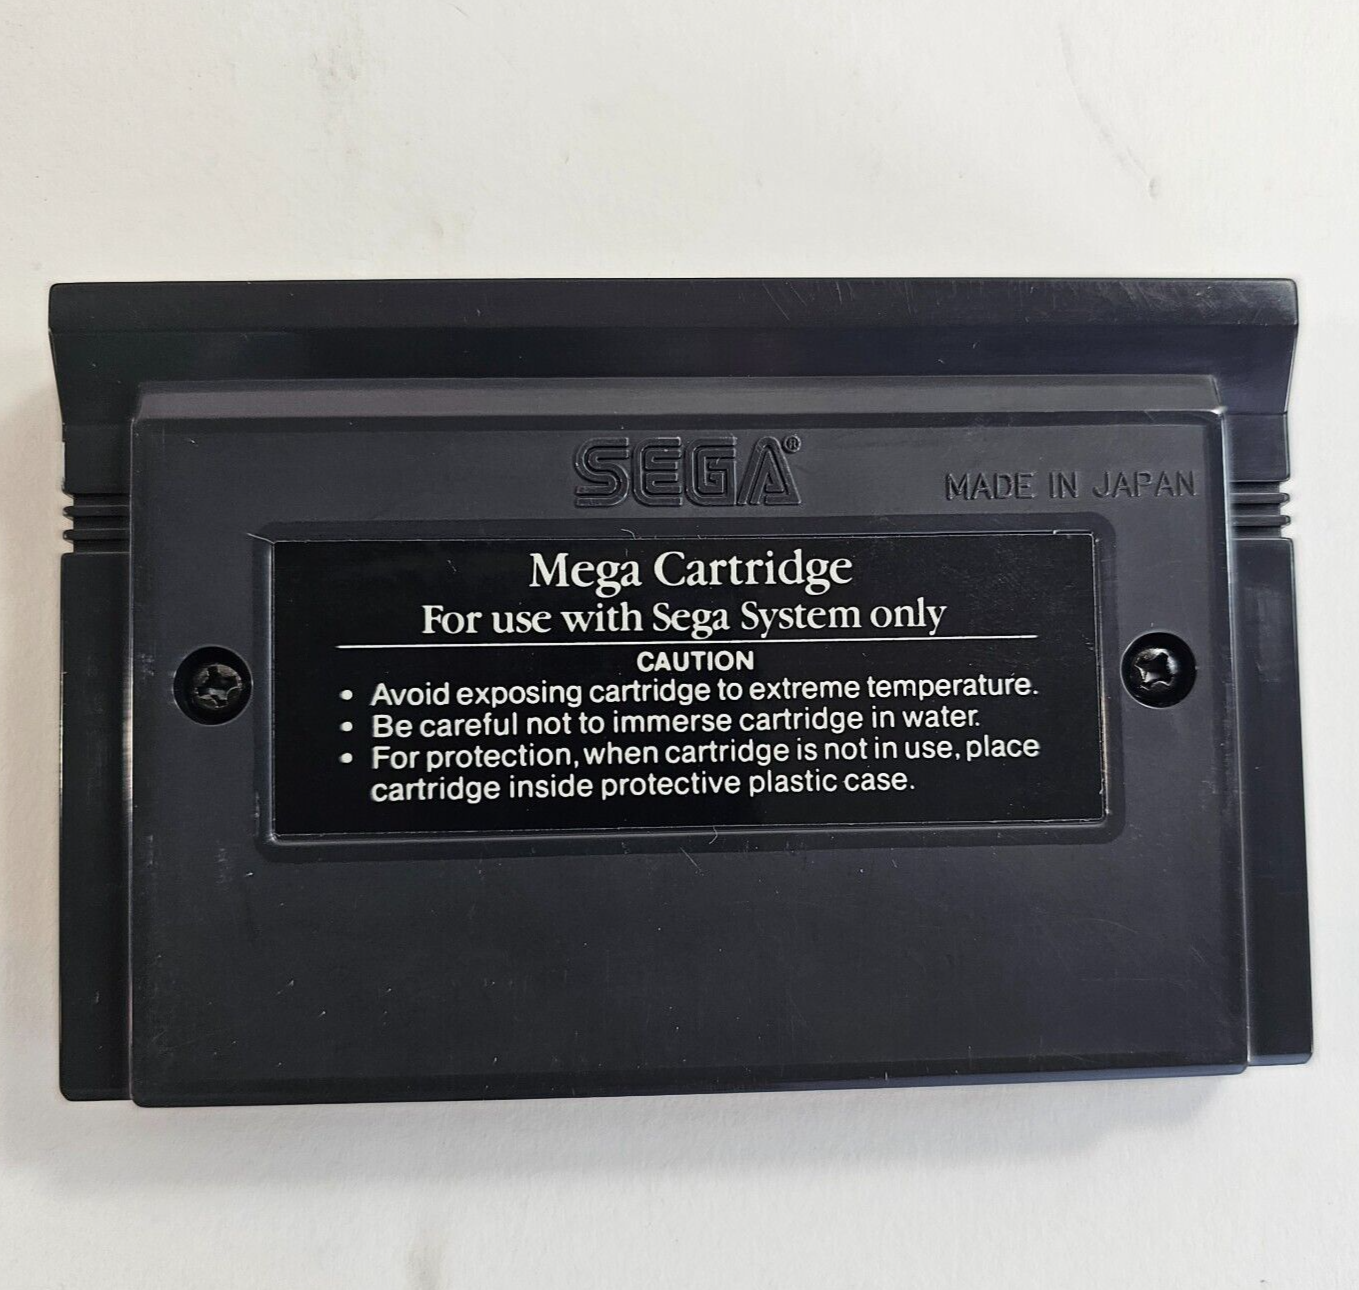 SEGA®
MADE IN JAPAN
Mega Cartridge
For use with Sega System only
CAUTION
• Avoid exposing cartridge to extreme temperature.
• Be careful not to immerse cartridge in water.
• For protection, when cartridge is not in use, place
cartridge inside protective plastic case.